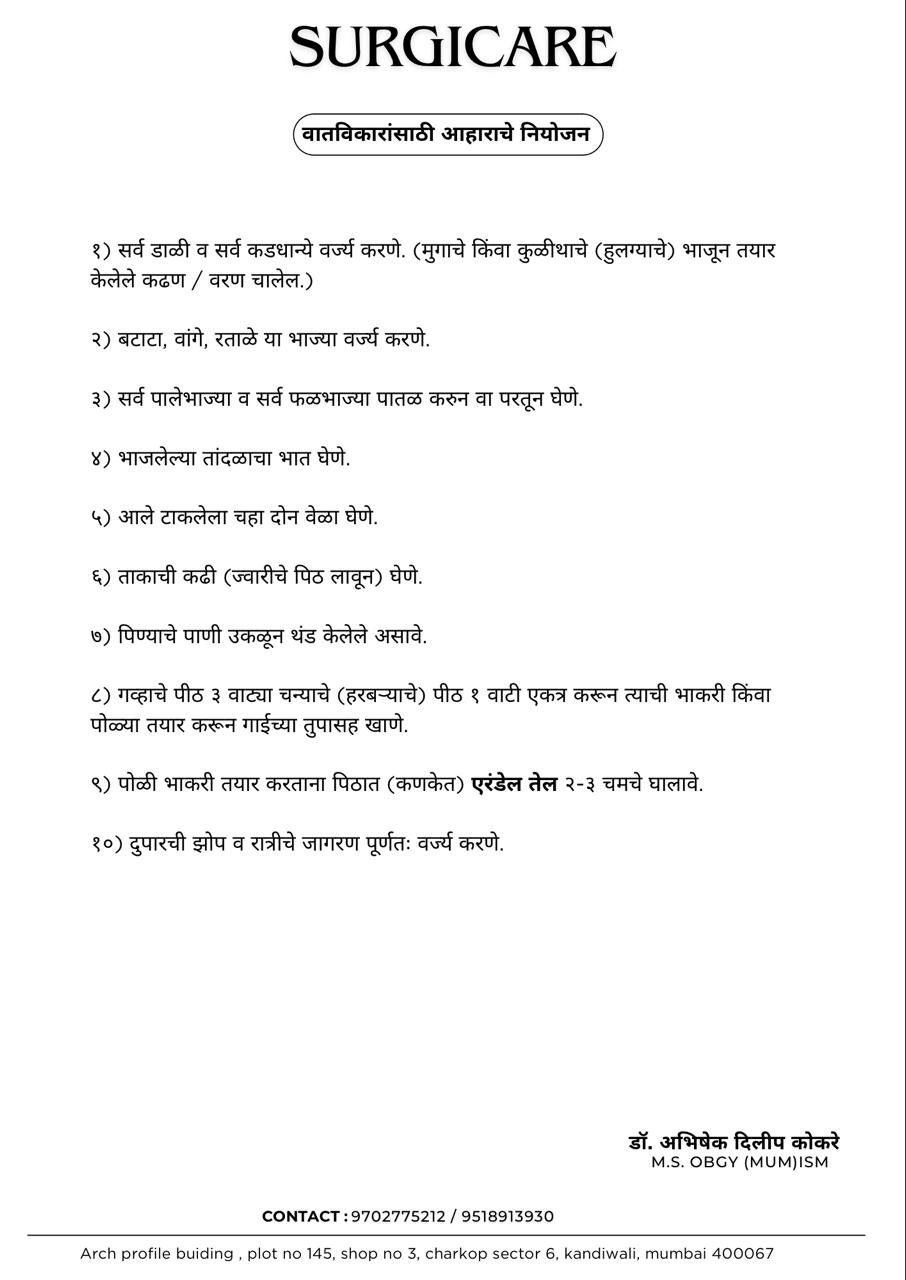 SURGICARE
वातविकारांसाठी आहाराचे नियोजन
१) सर्व डाळी व सर्व कडधान्ये वर्ज्य करणे. (मुगाचे किंवा कुळीथाचे (हुलग्याचे) भाजून तयार
केलेले कढण / वरण चालेल.)
२) बटाटा, वांगे, रताळे या भाज्या वर्ज्य करणे.
३) सर्व पालेभाज्या व सर्व फळभाज्या पातळ करुन वा परतून घेणे.
४) भाजलेल्या तांदळाचा भात घेणे.
५) आले टाकलेला चहा दोन वेळा घेणे.
६) ताकाची कढी (ज्वारीचे पिठ लावून) घेणे.
७) पिण्याचे पाणी उकळून थंड केलेले असावे.
८) गव्हाचे पीठ ३ वाट्या चन्याचे (हरबऱ्याचे) पीठ १ वाटी एकत्र करून त्याची भाकरी किंवा
पोळ्या तयार करून गाईच्या तुपासह खाणे.
९) पोळी भाकरी तयार करताना पिठात (कणकेत) एरंडेल तेल २-३ चमचे घालावे.
१०) दुपारची झोप व रात्रीचे जागरण पूर्णतः वर्ज्य करणे.
डॉ. अभिषेक दिलीप कोकरे
M.S. OBGY (MUM)ISM
CONTACT : 9702775212 / 9518913930
Arch profile buiding , plot no 145, shop no 3, charkop sector 6, kandiwali, mumbai 400067